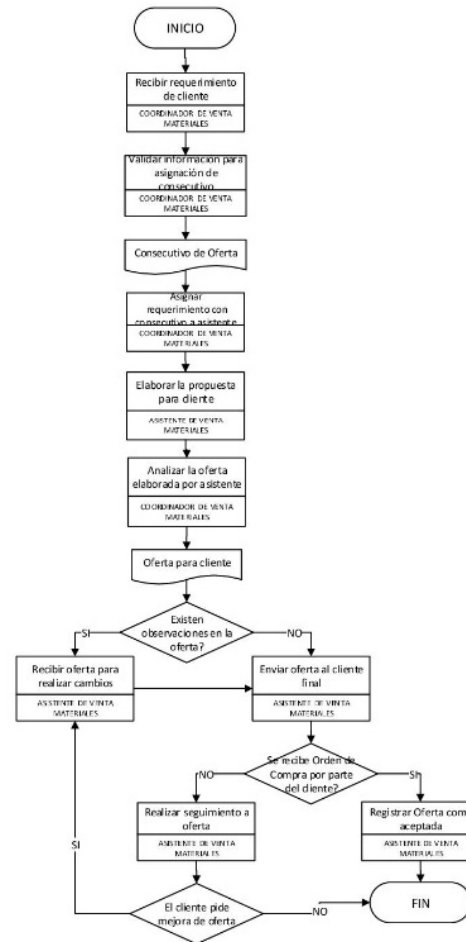 INICIO
Recibir requerimiento
de cliente
COORDINADOR DE VENTA
MATERIALES
Validar información para
asignación de
consecutivo
COORDINADOR DE VENTA
MATERIALES
Consecutivo de Oferta
Asignar
requerimiento con
consecutivo a asistente
COORDINADOR DE VENTA
MATERIALES
Elaborar la propuesta
para cliente
ASISTENTE DE VENTA
MATERIALES
Analizar la oferta
elaborada por asistente
COORDINADOR DE VENTA
MATERIALES
Oferta para cliente
Existen
observaciones en la
oferta?
SI
NO
Recibir oferta para
realizar cambios
ASISTENTE DE VENTA
MATERIALES
Enviar oferta al cliente
final
ASISTENTE DE VENTA
MATERIALES
Se recibe Orden de
Compra por parte
del cliente?
NO
SI
Realizar seguimiento a
oferta
ASISTENTE DE VENTA
MATERIALES
Registrar Oferta com
aceptada
ASISTENTE DE VENTA
MATERIALES
SI
El cliente pide
mejora de oferta
NO
FIN